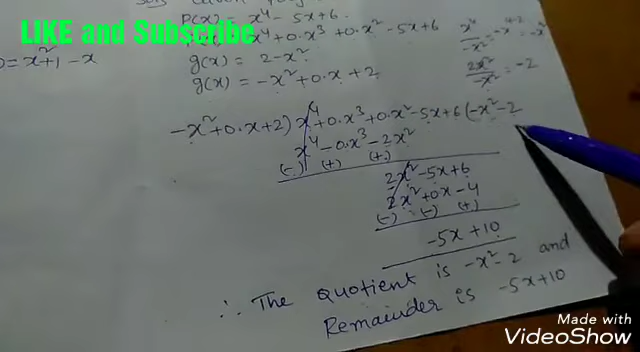 P(x) = x⁴ - 5x + 6.
LIKE and Subscribe
x⁴ + 0.x³ + 0.x² - 5x + 6
g(x) = 2 - x²
g(x) = -x² + 0.x + 2
) = x² + 1 - x
x⁴/-x² = -x⁴⁻² = -x²
2x²/-x² = -2
-x² + 0.x + 2) x⁴ + 0.x³ + 0.x² - 5x + 6 (-x² - 2
x⁴ - 0.x³ - 2x²
(-) (+) (+)
2x² - 5x + 6
2x² + 0x - 4
(-) (-) (+)
-5x + 10
∴ The Quotient is -x² - 2 and
Remainder is -5x + 10
Made with
VideoShow